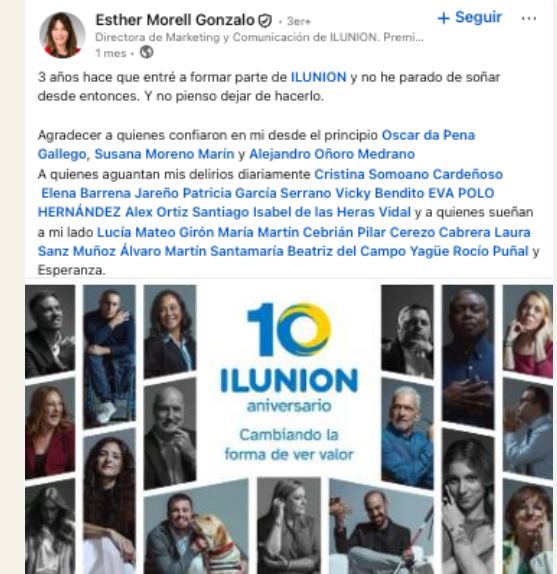 Esther Morell Gonzalo · 3er+
+ Seguir ...
Directora de Marketing y Comunicación de ILUNION. Premi...
1 mes ·
3 años hace que entré a formar parte de ILUNION y no he parado de soñar
desde entonces. Y no pienso dejar de hacerlo.
Agradecer a quienes confiaron en mi desde el principio Oscar da Pena
Gallego, Susana Moreno Marín y Alejandro Oñoro Medrano
A quienes aguantan mis delirios diariamente Cristina Somoano Cardeñoso
Elena Barrena Jareño Patricia García Serrano Vicky Bendito EVA POLO
HERNÁNDEZ Alex Ortiz Santiago Isabel de las Heras Vidal y a quienes sueñan
a mi lado Lucía Mateo Girón María Martín Cebrián Pilar Cerezo Cabrera Laura
Sanz Muñoz Álvaro Martín Santamaría Beatriz del Campo Yagüe Rocío Puñal y
Esperanza.
10
ILUNION
aniversario
Cambiando la
forma de ver valor